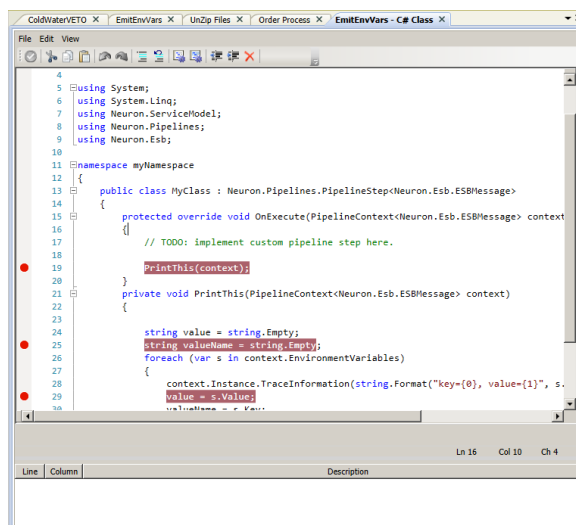 ColdWaterVETO X EmitEnvVars X UnZip Files X Order Process X EmitEnvVars - C# Class X
File Edit View
4
5 using System;
6 using System.Linq;
7 using Neuron.ServiceModel;
8 using Neuron.Pipelines;
9 using Neuron.Esb;
10
11 namespace myNamespace
12 {
13 public class MyClass : Neuron.Pipelines.PipelineStep<Neuron.Esb.ESBMessage>
14 {
15 protected override void OnExecute(PipelineContext<Neuron.Esb.ESBMessage> context
16 {
17 // TODO: implement custom pipeline step here.
18
19 PrintThis(context);
20 }
21 private void PrintThis(PipelineContext<Neuron.Esb.ESBMessage> context)
22 {
23
24 string value = string.Empty;
25 string valueName = string.Empty;
26 foreach (var s in context.EnvironmentVariables)
27 {
28 context.Instance.TraceInformation(string.Format("key={0}, value={1}", s.
29 value = s.Value;
30 valueName = s.Key;
Ln 16 Col 10 Ch 4
Line Column Description